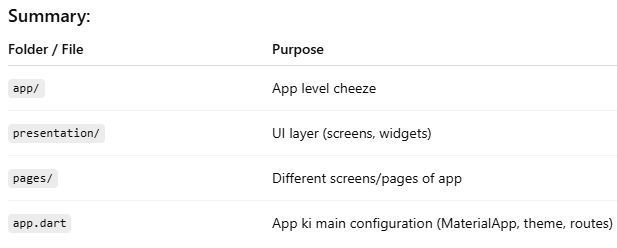 Summary:
Folder / File Purpose
app/ App level cheeze
presentation/ UI layer (screens, widgets)
pages/ Different screens/pages of app
app.dart App ki main configuration (MaterialApp, theme, routes)